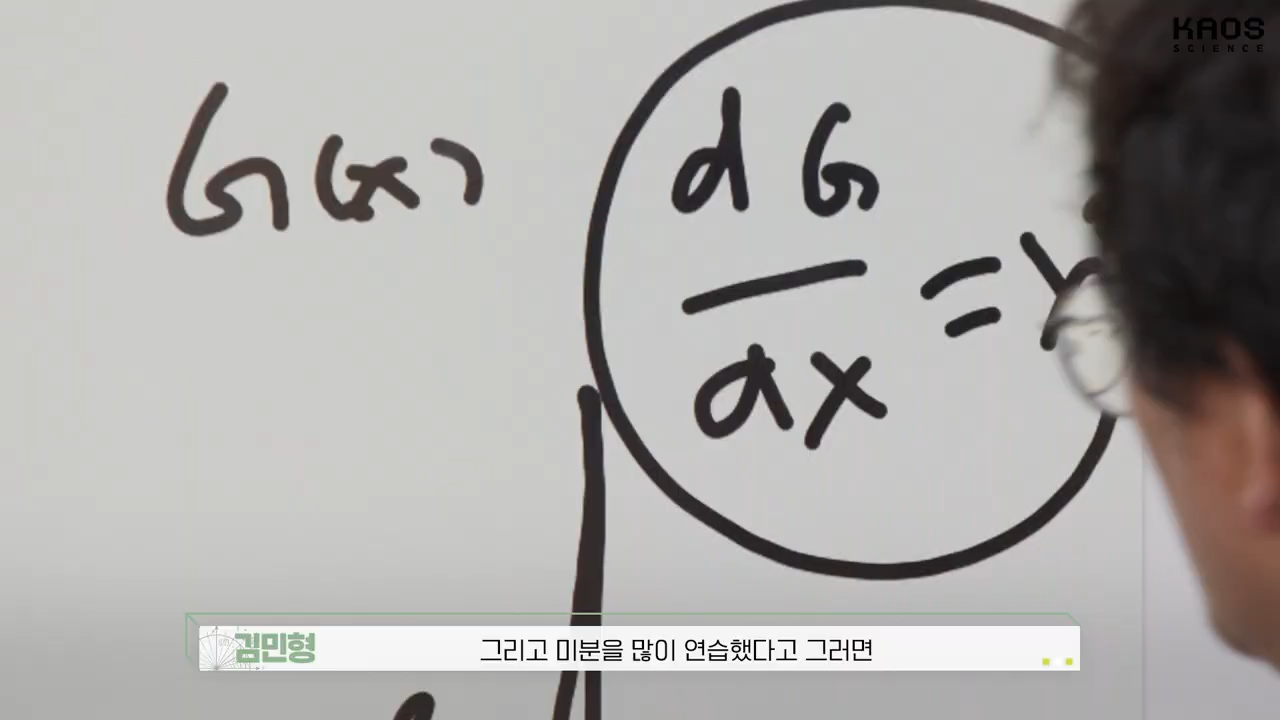 KAOS
SCIENCE
G(x)
dG
dx
=
김민형
그리고 미분을 많이 연습했다고 그러면